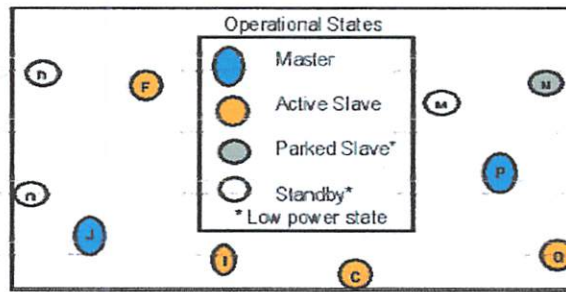 Operational States
Master
Active Slave
Parked Slave*
Standby*
* Low power state
n
F
M
N
P
n
J
I
C
Q